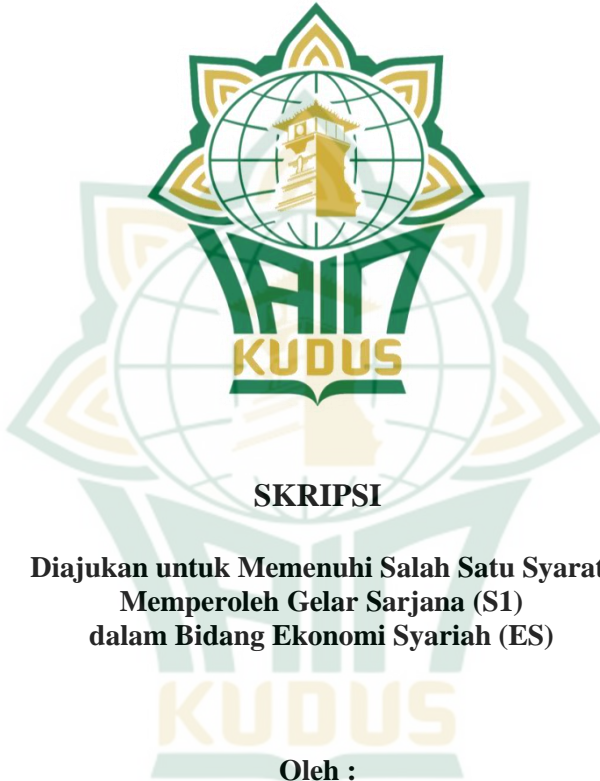 IAIN
KUDUS
SKRIPSI
Diajukan untuk Memenuhi Salah Satu Syarat
Memperoleh Gelar Sarjana (S1)
dalam Bidang Ekonomi Syariah (ES)
KUDUS
Oleh :